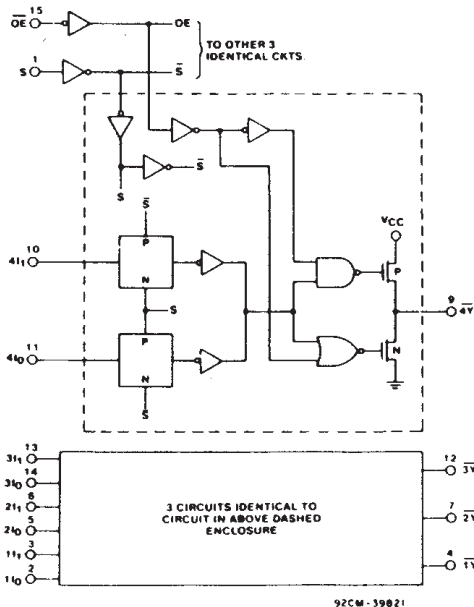 15
OE OE
TO OTHER 3
IDENTICAL CKTS.
1
S S
S
S
S
VCC
10
4I1
P
N
P
9
4Y
S
11
4I0
P
N
N
S
13
3I1
14
3I0
6
2I1
5
2I0
3
1I1
2
1I0
3 CIRCUITS IDENTICAL TO
CIRCUIT IN ABOVE DASHED
ENCLOSURE
12
3Y
7
2Y
4
1Y
92CM-39821